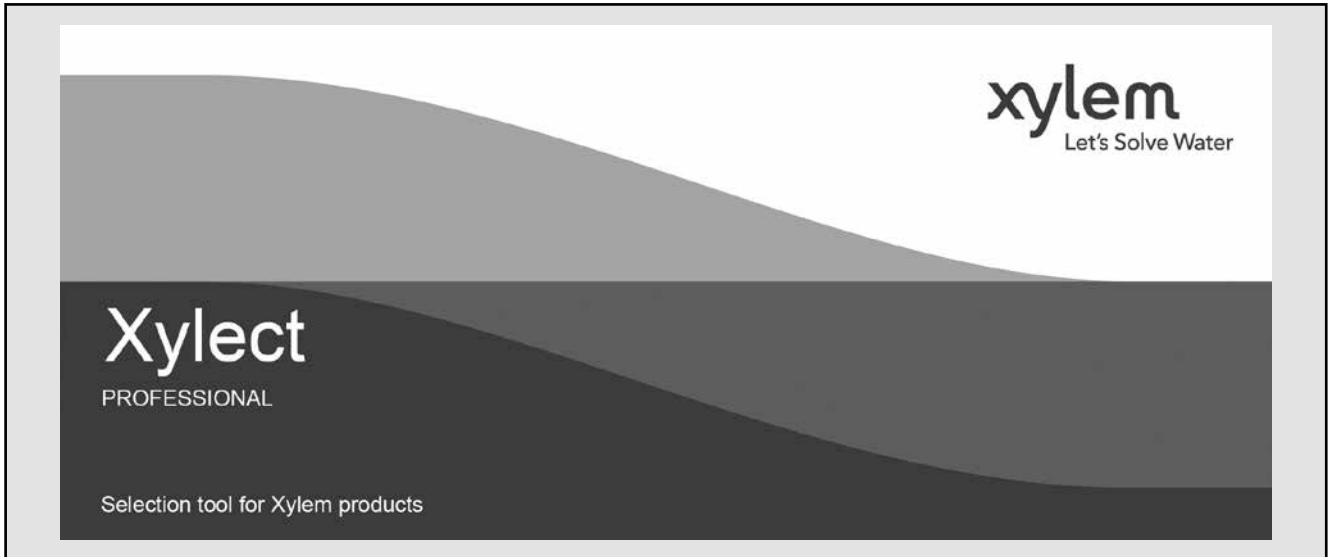 xylem
Let's Solve Water
Xylect
PROFESSIONAL
Selection tool for Xylem products